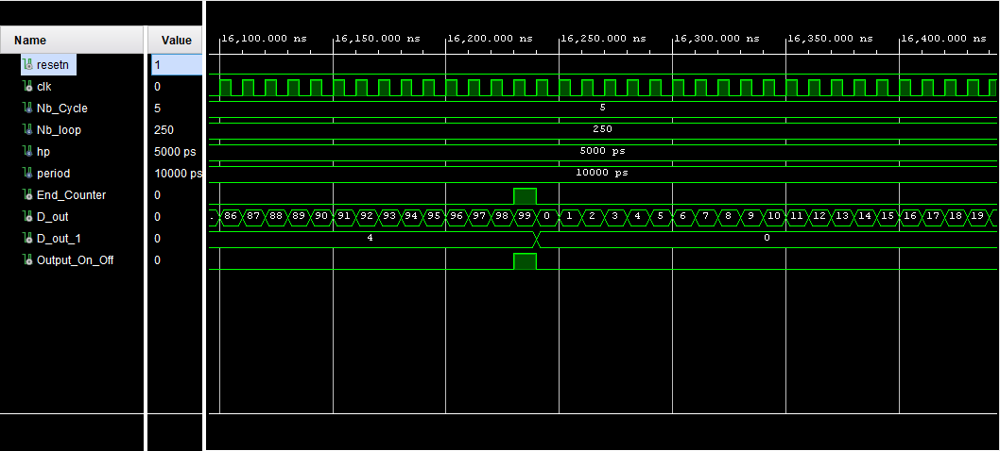 Name Value 16,100.000 ns 16,150.000 ns 16,200.000 ns 16,250.000 ns 16,300.000 ns 16,350.000 ns 16,400.000 ns
resetn 1
clk 0
Nb_Cycle 5 5
Nb_loop 250 250
hp 5000 ps 5000 ps
period 10000 ps 10000 ps
End_Counter 0
D_out 0 . 86 87 88 89 90 91 92 93 94 95 96 97 98 99 0 1 2 3 4 5 6 7 8 9 10 11 12 13 14 15 16 17 18 19
D_out_1 0 4 0
Output_On_Off 0